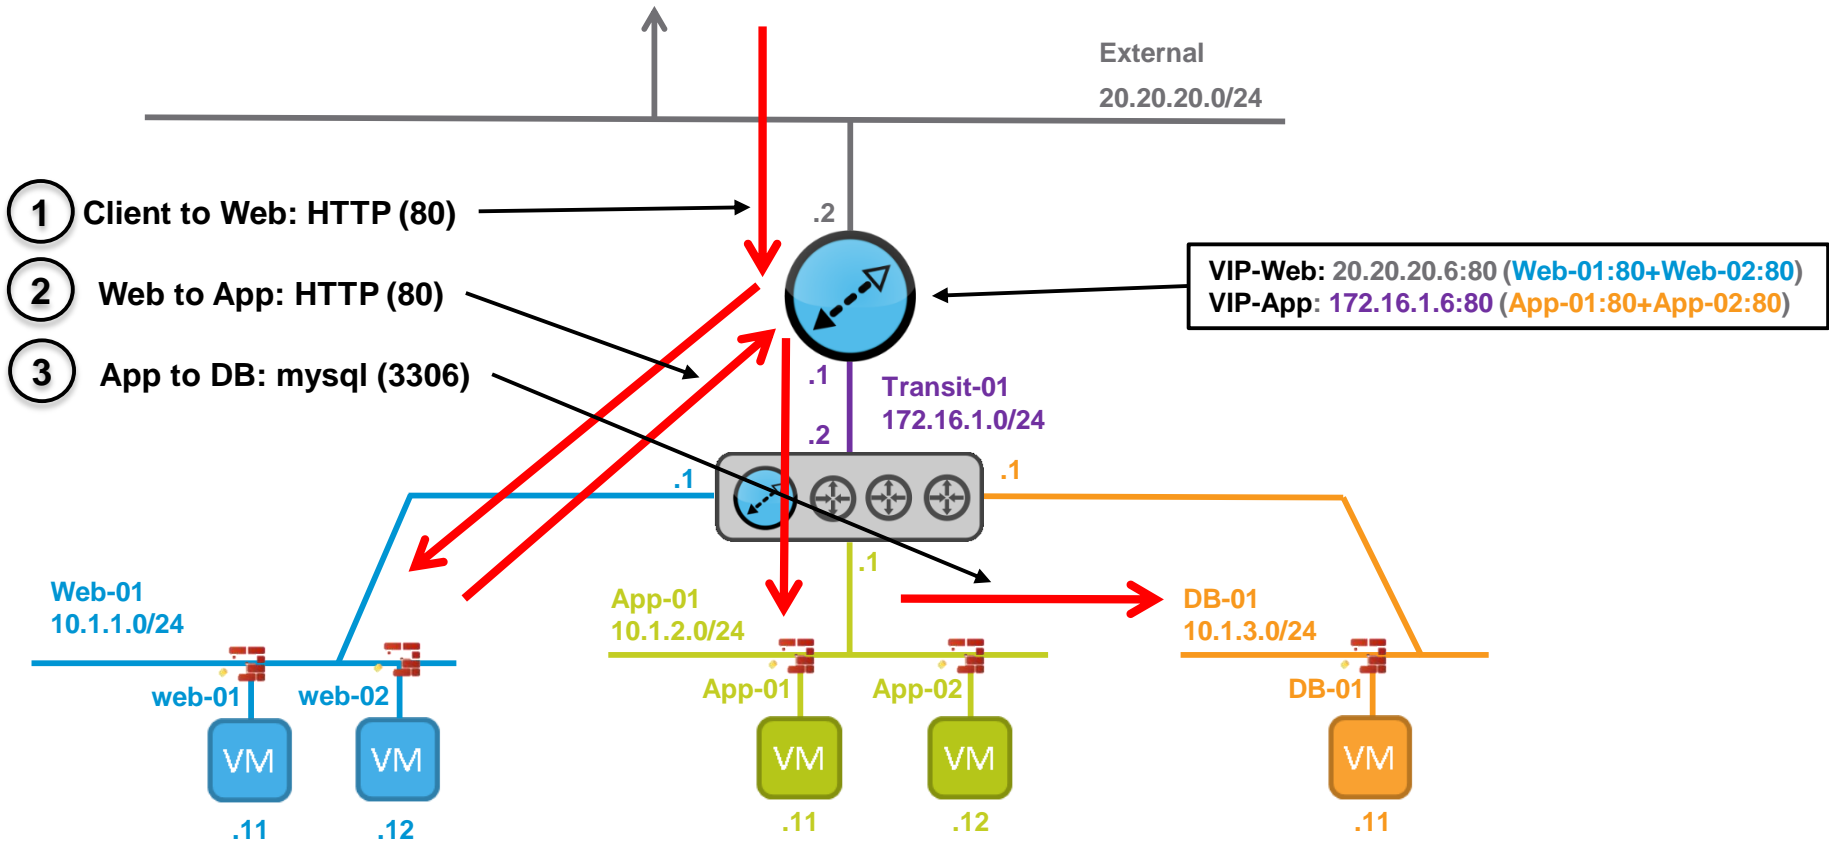 External
20.20.20.0/24
1 Client to Web: HTTP (80)
.2
2 Web to App: HTTP (80)
VIP-Web: 20.20.20.6:80 (Web-01:80+Web-02:80)
VIP-App: 172.16.1.6:80 (App-01:80+App-02:80)
3 App to DB: mysql (3306)
.1
Transit-01
172.16.1.0/24
.2
.1
.1
.1
Web-01
10.1.1.0/24
App-01
10.1.2.0/24
DB-01
10.1.3.0/24
web-01
web-02
App-01
App-02
DB-01
VM
VM
VM
VM
VM
.11
.12
.11
.12
.11